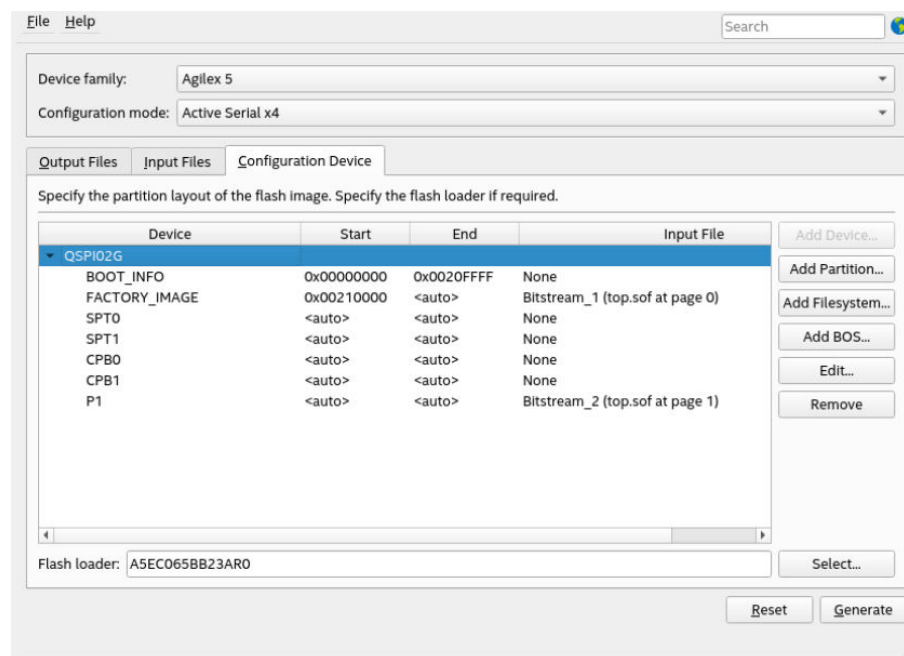 File Help
Search
Device family: Agilex 5
Configuration mode: Active Serial x4
Output Files Input Files Configuration Device
Specify the partition layout of the flash image. Specify the flash loader if required.
Device Start End Input File
Add Device...
QSPI02G
BOOT_INFO 0x00000000 0x0020FFFF None
Add Partition...
FACTORY_IMAGE 0x00210000 <auto> Bitstream_1 (top.sof at page 0)
Add Filesystem...
SPT0 <auto> <auto> None
SPT1 <auto> <auto> None
Add BOS...
CPB0 <auto> <auto> None
CPB1 <auto> <auto> None
Edit...
P1 <auto> <auto> Bitstream_2 (top.sof at page 1)
Remove
Flash loader: A5EC065BB23AR0 Select...
Reset Generate